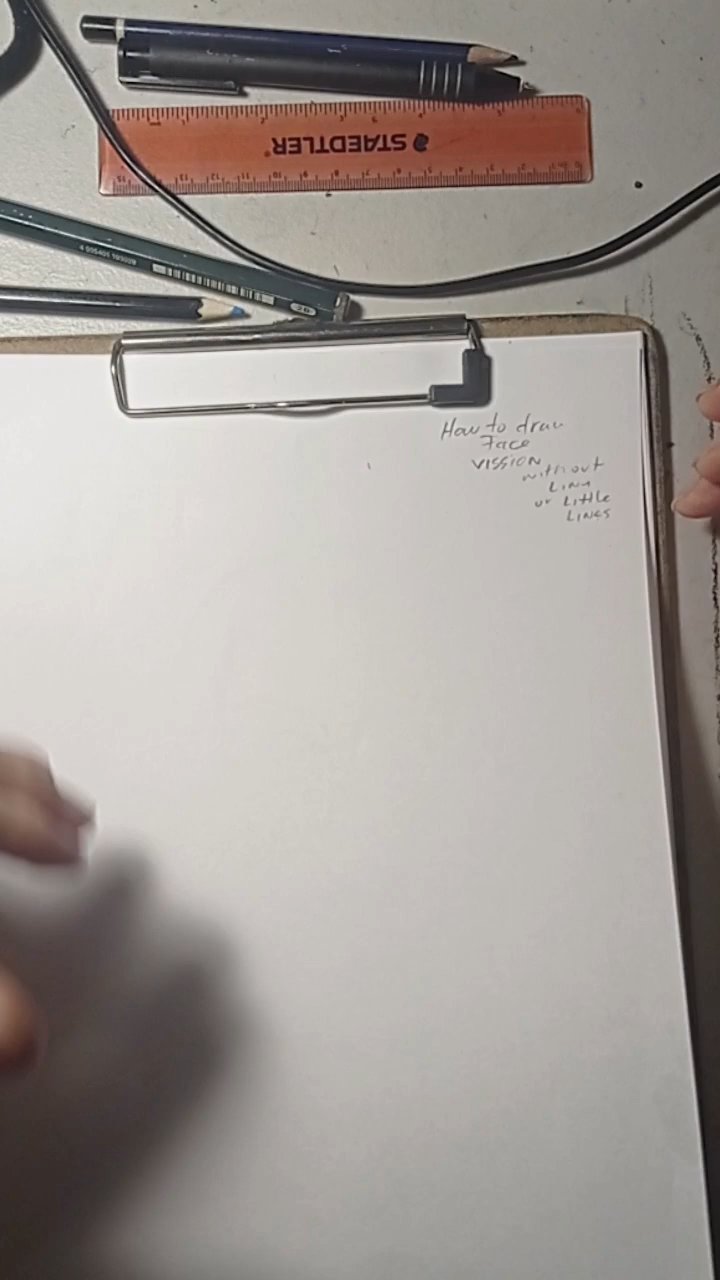 STAEDTLER
How to draw
Face
VISSION
without
Line
or Little
Lines